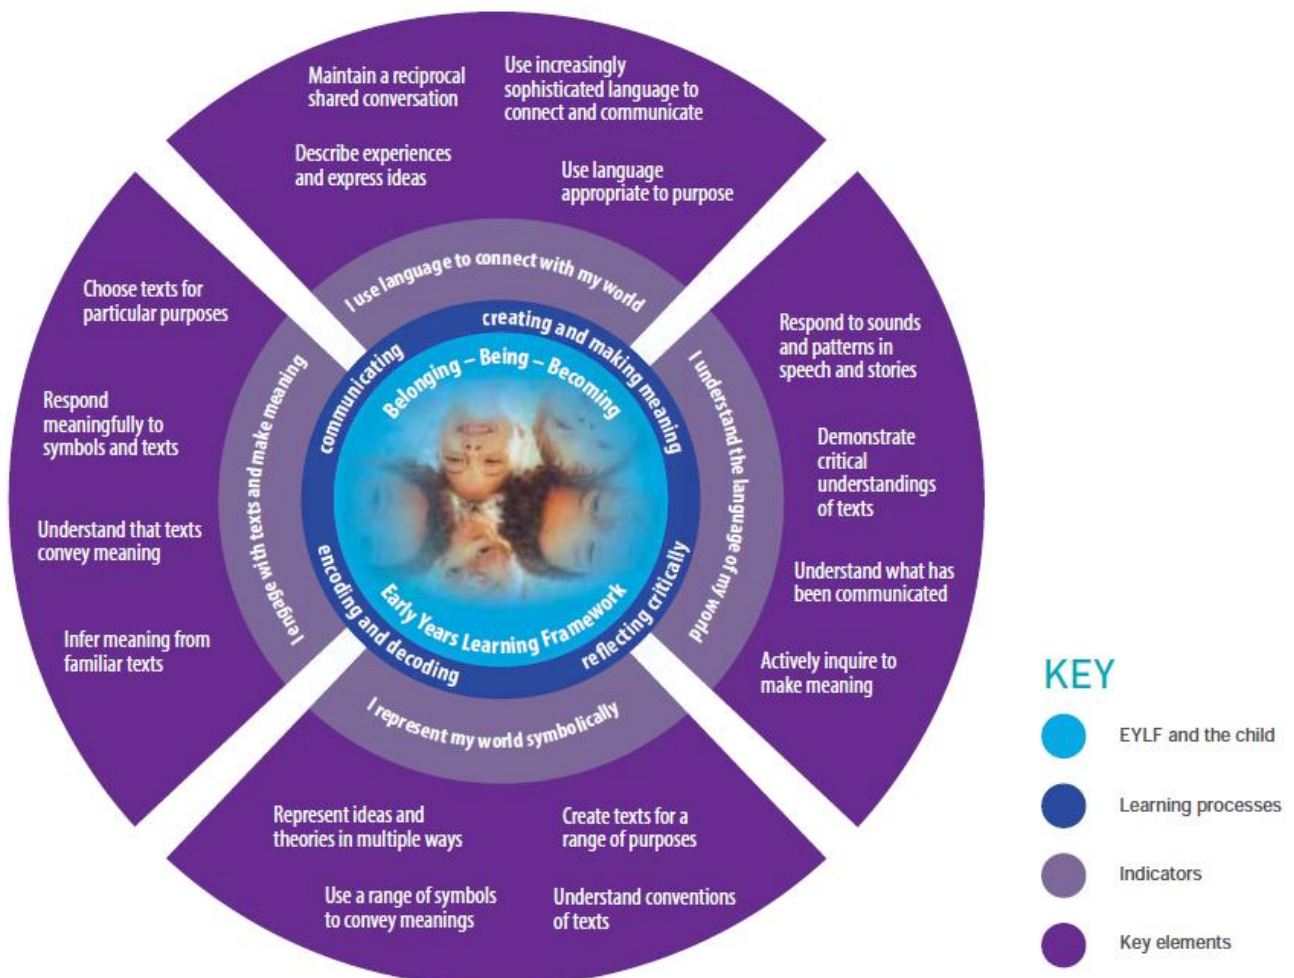 Maintain a reciprocal
shared conversation
Use increasingly
sophisticated language to
connect and communicate
Describe experiences
and express ideas
Use language
appropriate to purpose
I use language to connect with my world
Choose texts for
particular purposes
Respond
meaningfully to
symbols and texts
Understand that texts
convey meaning
Infer meaning from
familiar texts
I engage with texts and make meaning
communicating
creating and making meaning
Belonging – Being – Becoming
Early Years Learning Framework
encoding and decoding
reflecting critically
I understand the language of my world
Respond to sounds
and patterns in
speech and stories
Demonstrate
critical
understandings
of texts
Understand what has
been communicated
Actively inquire to
make meaning
I represent my world symbolically
Represent ideas and
theories in multiple ways
Create texts for a
range of purposes
Use a range of symbols
to convey meanings
Understand conventions
of texts
KEY
EYLF and the child
Learning processes
Indicators
Key elements